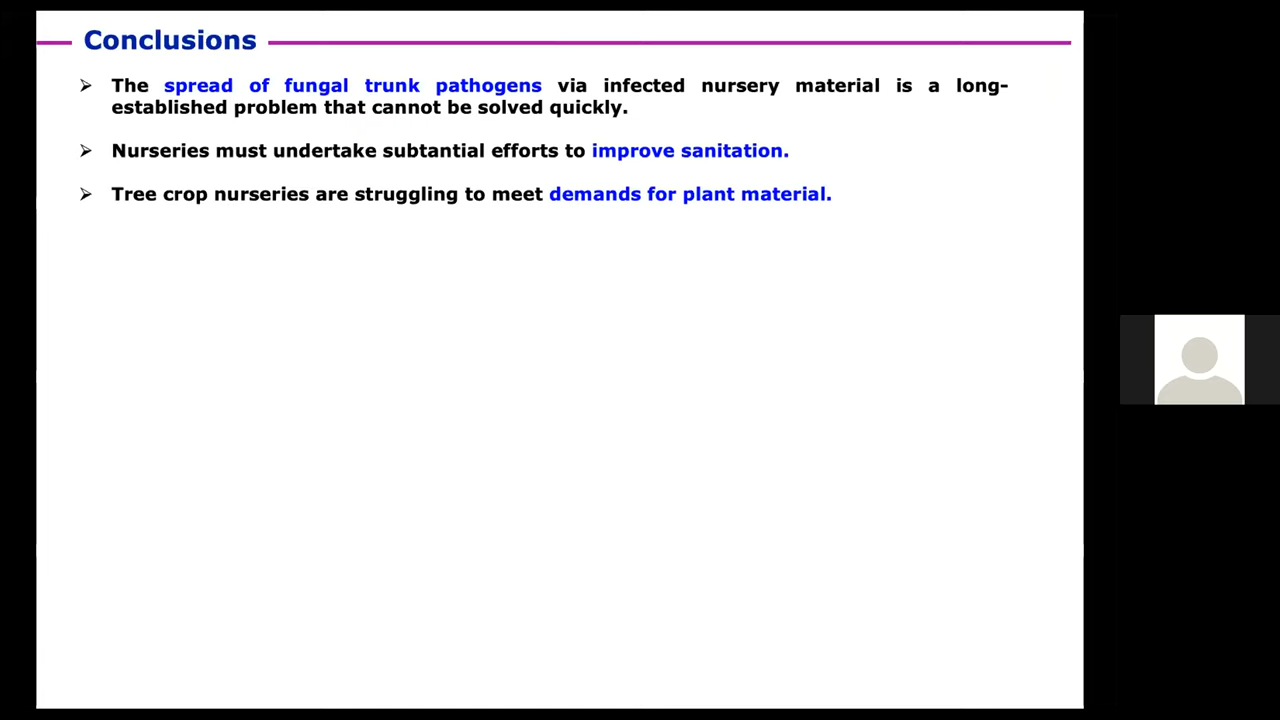 Conclusions
➢ The spread of fungal trunk pathogens via infected nursery material is a long-
established problem that cannot be solved quickly.
➢ Nurseries must undertake subtantial efforts to improve sanitation.
➢ Tree crop nurseries are struggling to meet demands for plant material.